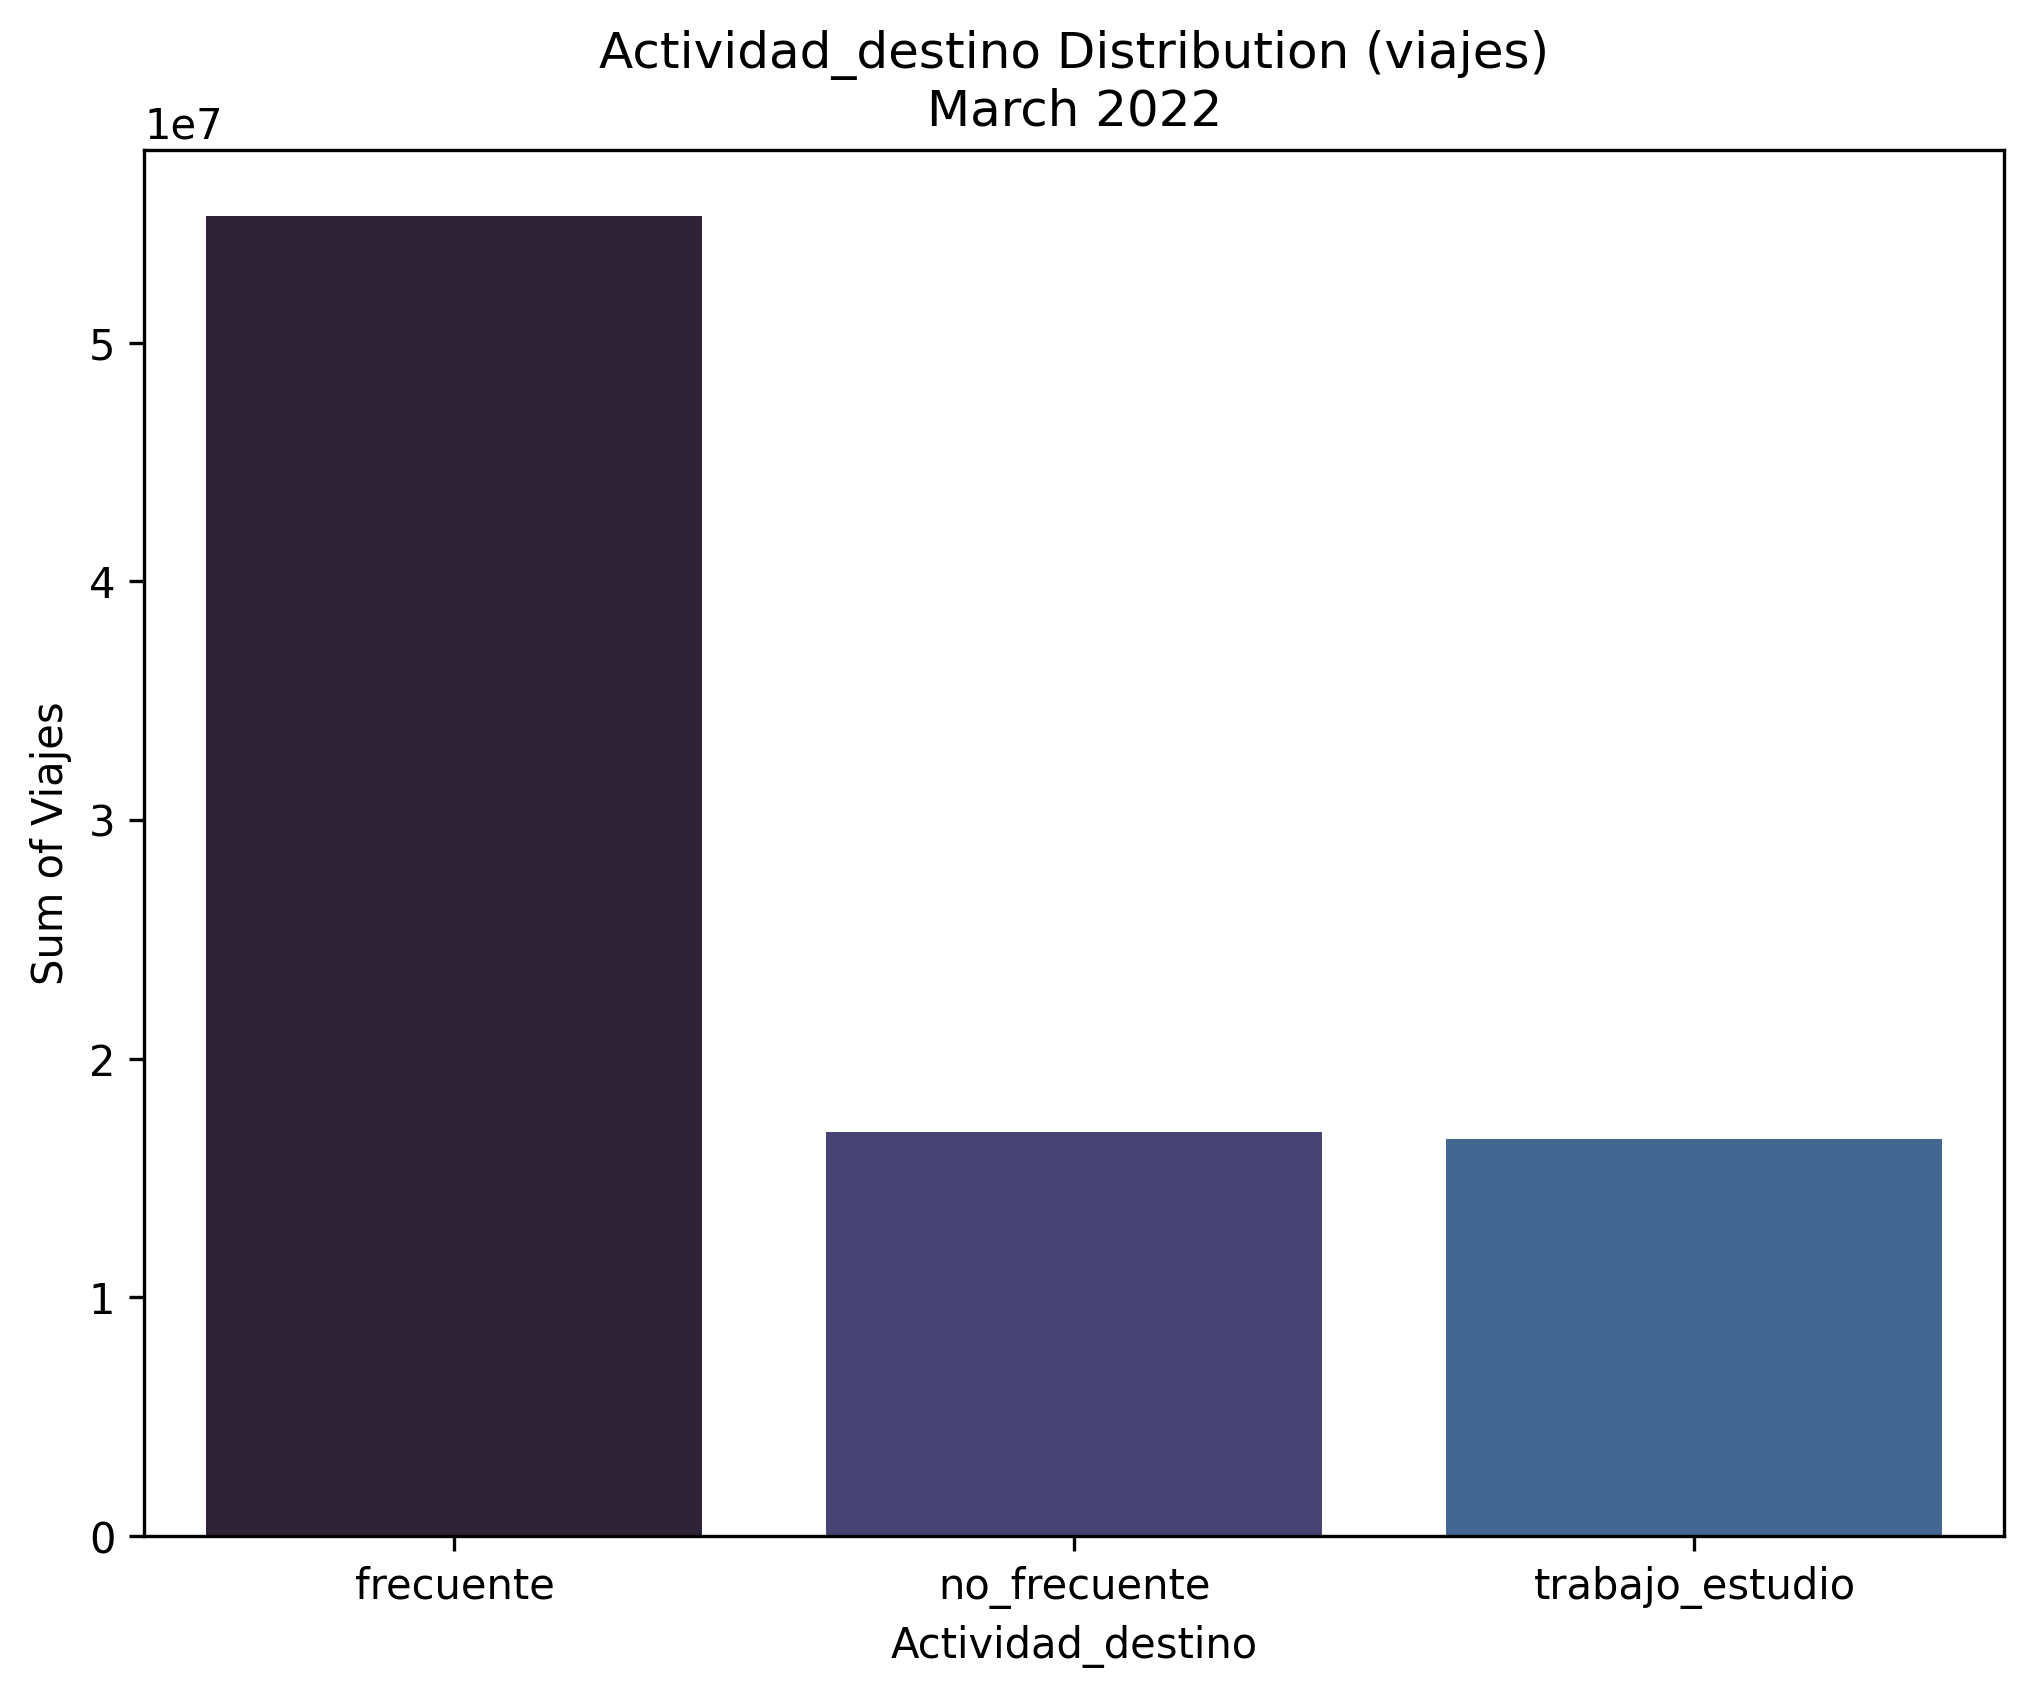 Actividad_destino Distribution (viajes)
March 2022
1e7
5
4
3
2
1
0
Sum of Viajes
frecuente
no_frecuente
trabajo_estudio
Actividad_destino